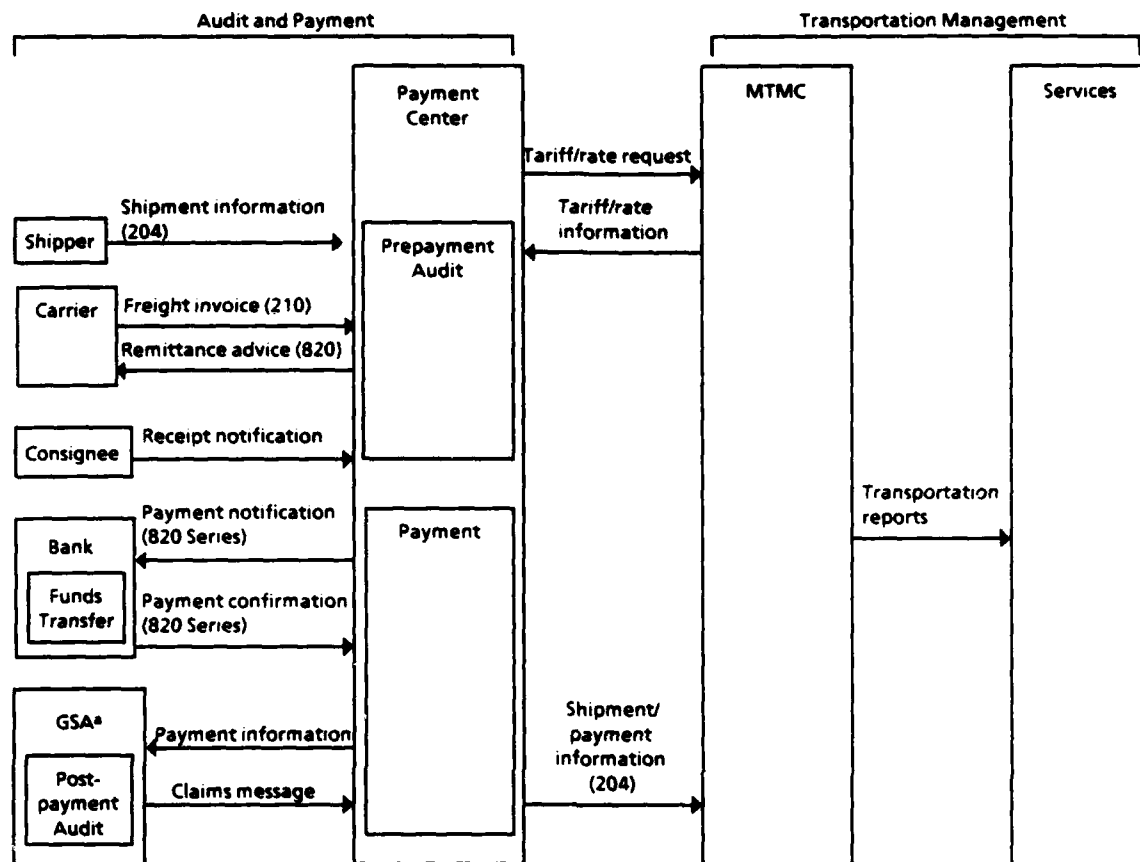 Audit and Payment
Transportation Management
Payment
Center
MTMC
Services
Tariff/rate request
Shipment information
(204)
Tariff/rate
information
Shipper
Prepayment
Audit
Carrier
Freight invoice (210)
Remittance advice (820)
Consignee
Receipt notification
Transportation
reports
Payment notification
(820 Series)
Bank
Payment
Funds
Transfer
Payment confirmation
(820 Series)
GSAª
Payment information
Shipment/
payment
information
(204)
Post-
payment
Audit
Claims message